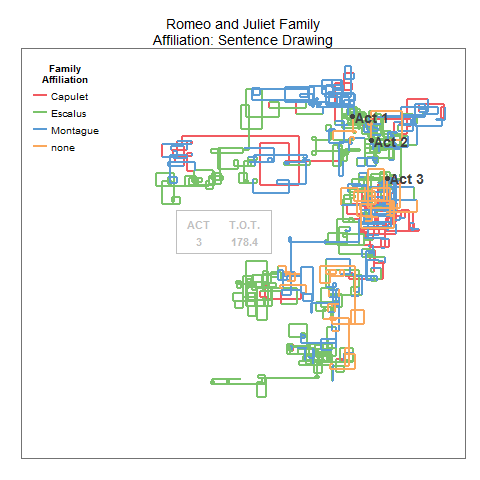 Romeo and Juliet Family
Affiliation: Sentence Drawing
Family
Affiliation
Capulet
Escalus
Montague
none
Act 1
Act 2
Act 3
ACT T.O.T.
3 178.4